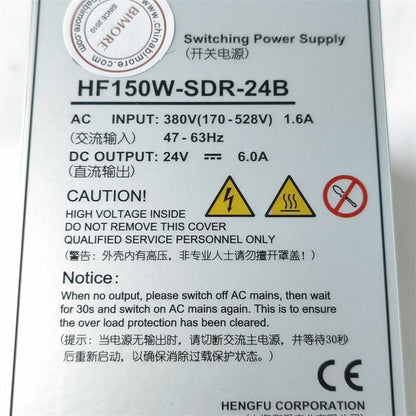 BIMORE
SINCE 2010
www.chinabimore.com
Switching Power Supply
(开关电源)
HF150W-SDR-24B
AC INPUT: 380V(170-528V) 1.6A
(交流输入) 47-63Hz
DC OUTPUT: 24V ⎓ 6.0A
(直流输出)
CAUTION!
HIGH VOLTAGE INSIDE
DO NOT REMOVE THIS COVER
QUALIFIED SERVICE PERSONNEL ONLY
(警告：外壳内有高压，非专业人士请勿擅开罩盖！)
Notice:
When no output, please switch off AC mains, then wait
for 30s and switch on AC mains again. This is to ensure
the over load protection has been cleared.
(提示：当电源无输出时，请切断交流主电源，并等待30秒
后重新启动，以确保消除过载保护状态。)
CE
HENGFU CORPORATION